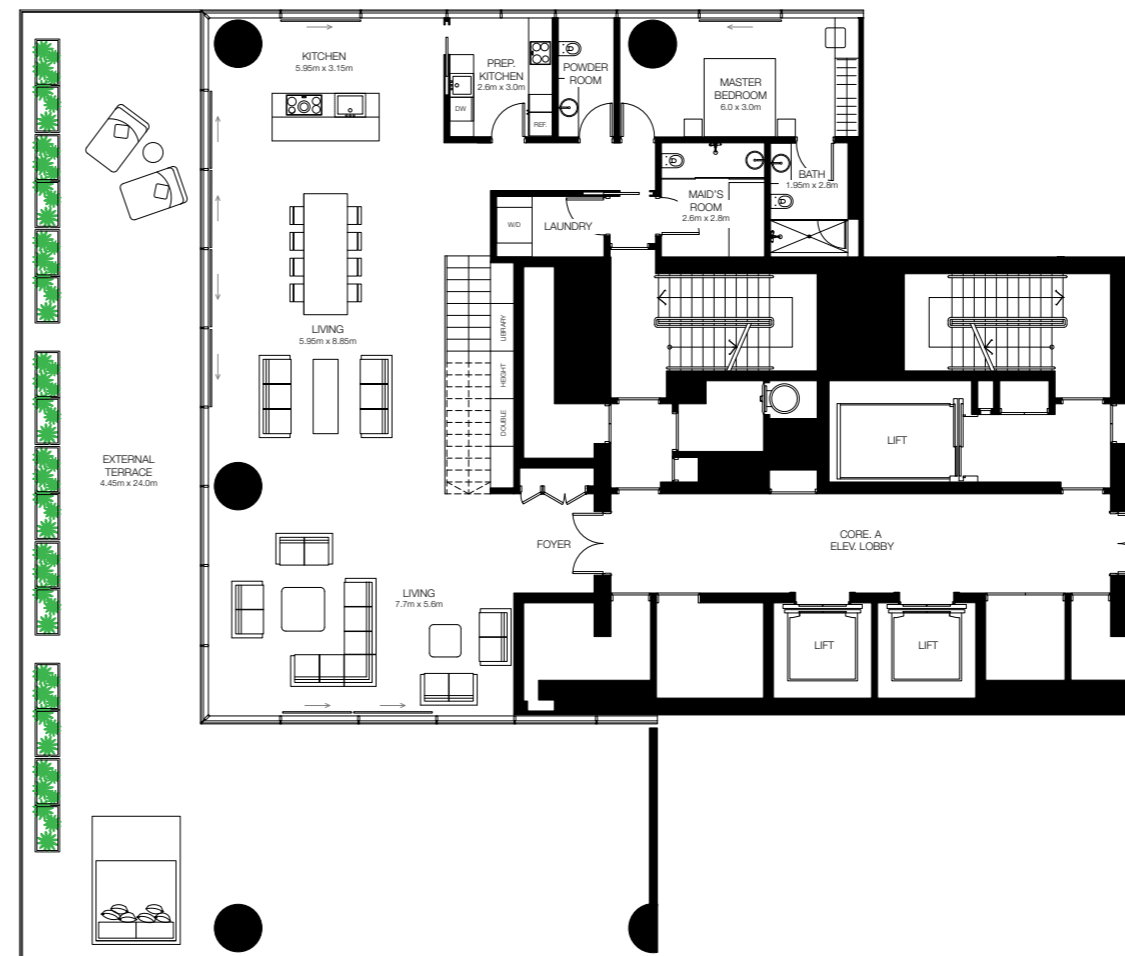 KITCHEN
5.95m x 3.15m
PREP.
KITCHEN
2.6m x 3.0m
DW
REF.
POWDER
ROOM
MASTER
BEDROOM
6.0 x 3.0m
BATH
1.95m x 2.8m
MAID'S
ROOM
2.6m x 2.8m
W/D
LAUNDRY
LIVING
5.95m x 8.85m
LIBRARY
HEIGHT
DOUBLE
LIFT
EXTERNAL
TERRACE
4.45m x 24.0m
FOYER
CORE. A
ELEV. LOBBY
LIVING
7.7m x 5.6m
LIFT
LIFT